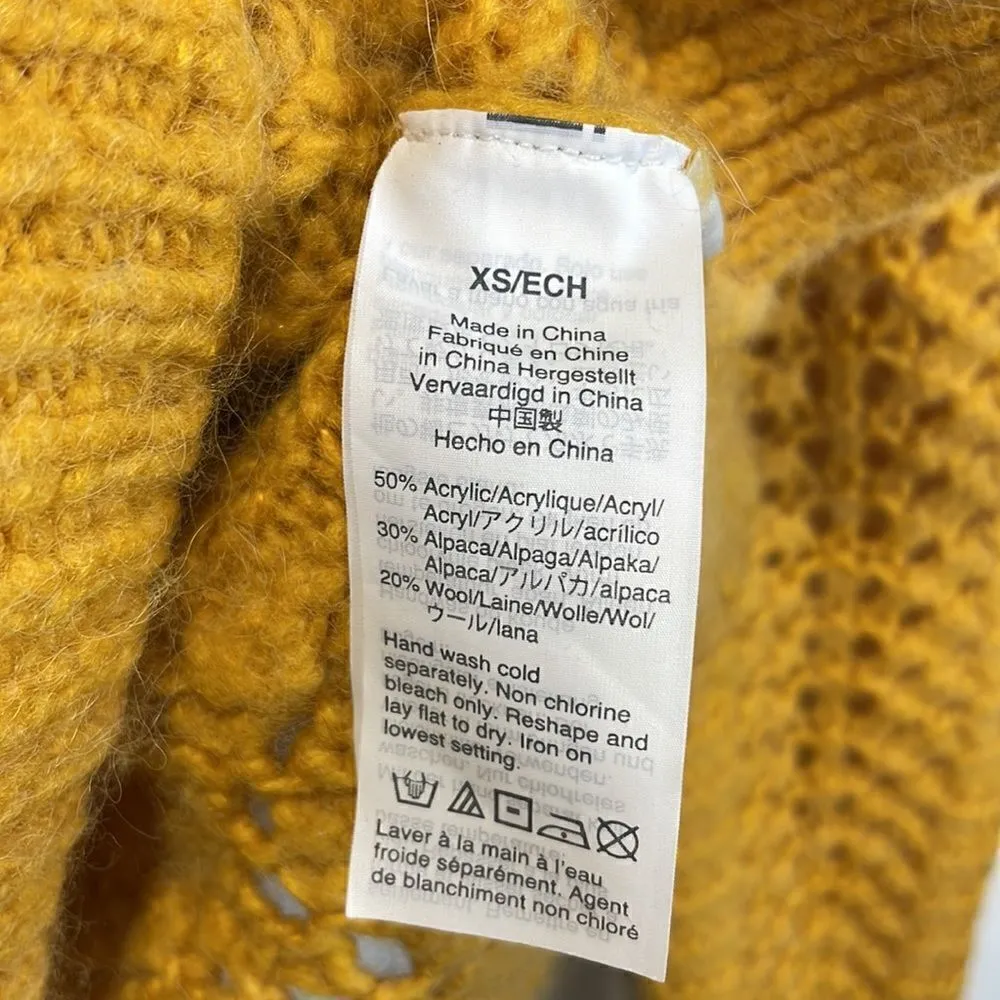 XS/ECH
Made in China
Fabriqué en Chine
in China Hergestellt
Vervaardigd in China
中国製
Hecho en China
50% Acrylic/Acrylique/Acryl/
Acryl/アクリル/acrílico
30% Alpaca/Alpaga/Alpaka/
Alpaca/アルパカ/alpaca
20% Wool/Laine/Wolle/Wol/
ウール/lana
Hand wash cold
separately. Non chlorine
bleach only. Reshape and
lay flat to dry. Iron on
lowest setting.
Laver à la main à l'eau
froide séparément. Agent
de blanchiment non chloré